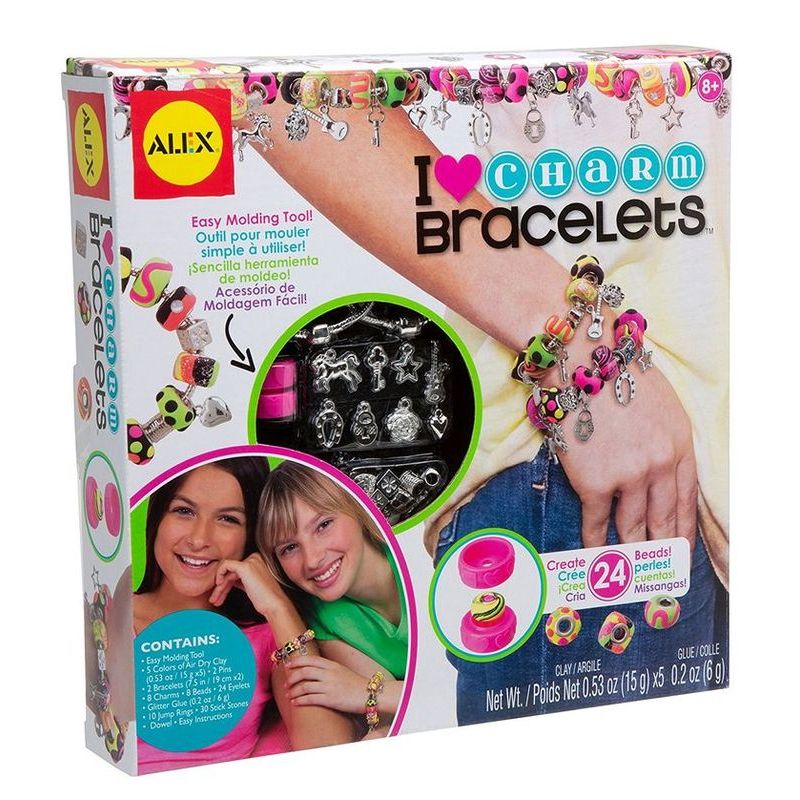 8+
ALEX
I ♥ CHARM
Bracelets™
Easy Molding Tool!
Outil pour mouler
simple à utiliser!
¡Sencilla herramienta
de moldeo!
Acessório de
Moldagem Fácil!
I ♥ CHARM
Bracelets
ALEX
Create
Crée
¡Crea
Cria
24
Beads!
perles!
cuentas!
Missangas!
CONTAINS:
• Easy Molding Tool
• 5 Colors of Air Dry Clay
(0.53 oz / 15 g x5) • 2 Pins
• 2 Bracelets (7.5 in / 19 cm x2)
• 8 Charms • 8 Beads • 24 Eyelets
• Glitter Glue (0.2 oz / 6 g)
• 10 Jump Rings • 30 Stick Stones
• Dowel • Easy Instructions
CLAY/ARGILE GLUE/COLLE
Net Wt. / Poids Net 0.53 oz (15 g) x5 0.2 oz (6 g)